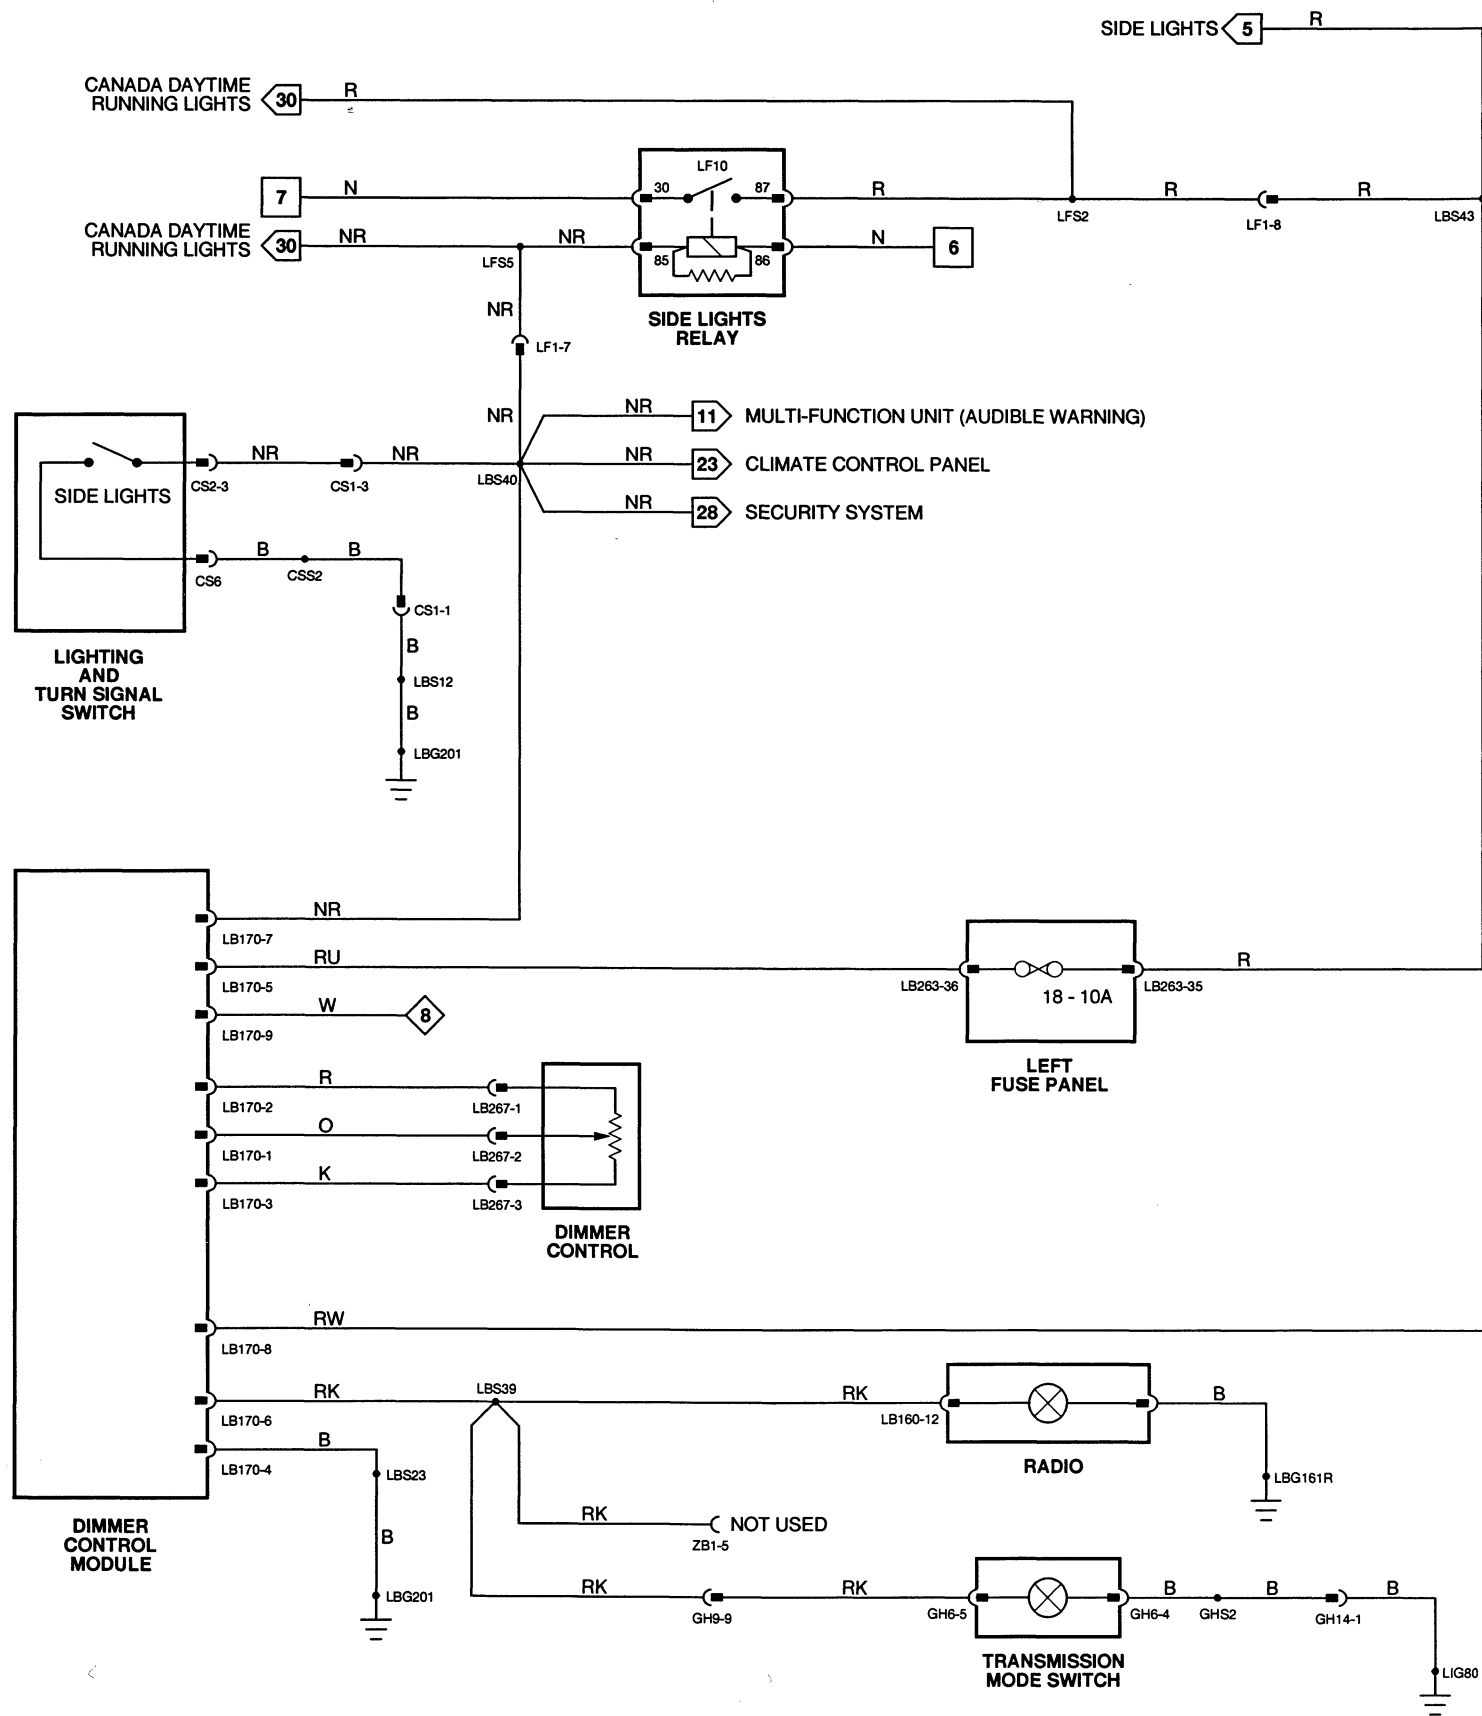 SIDE LIGHTS 5 R
CANADA DAYTIME
RUNNING LIGHTS 30 R
LF10
7 N 30 87 R R R
LFS2 LF1-8 LBS43
CANADA DAYTIME
RUNNING LIGHTS 30 NR NR N 6
LFS5 85 86
NR
SIDE LIGHTS
RELAY
LF1-7
NR
NR 11 MULTI-FUNCTION UNIT (AUDIBLE WARNING)
NR NR NR 23 CLIMATE CONTROL PANEL
SIDE LIGHTS CS2-3 CS1-3 LBS40
NR 28 SECURITY SYSTEM
B B
CS6 CSS2
CS1-1
B
LIGHTING
AND
TURN SIGNAL
SWITCH
LBS12
B
LBG201
NR
LB170-7
RU R
LB170-5 LB263-36 18 - 10A LB263-35
W 8
LB170-9
LEFT
FUSE PANEL
R
LB170-2 LB267-1
O
LB170-1 LB267-2
K
LB170-3 LB267-3
DIMMER
CONTROL
RW
LB170-8
RK LBS39 RK B
LB170-6 LB160-12
B
LB170-4 LBS23
RADIO
LBG161R
DIMMER
CONTROL
MODULE
B
RK NOT USED
ZB1-5
LBG201
RK RK B B B
GH9-9 GH6-5 GH6-4 GHS2 GH14-1
TRANSMISSION
MODE SWITCH
LIG80